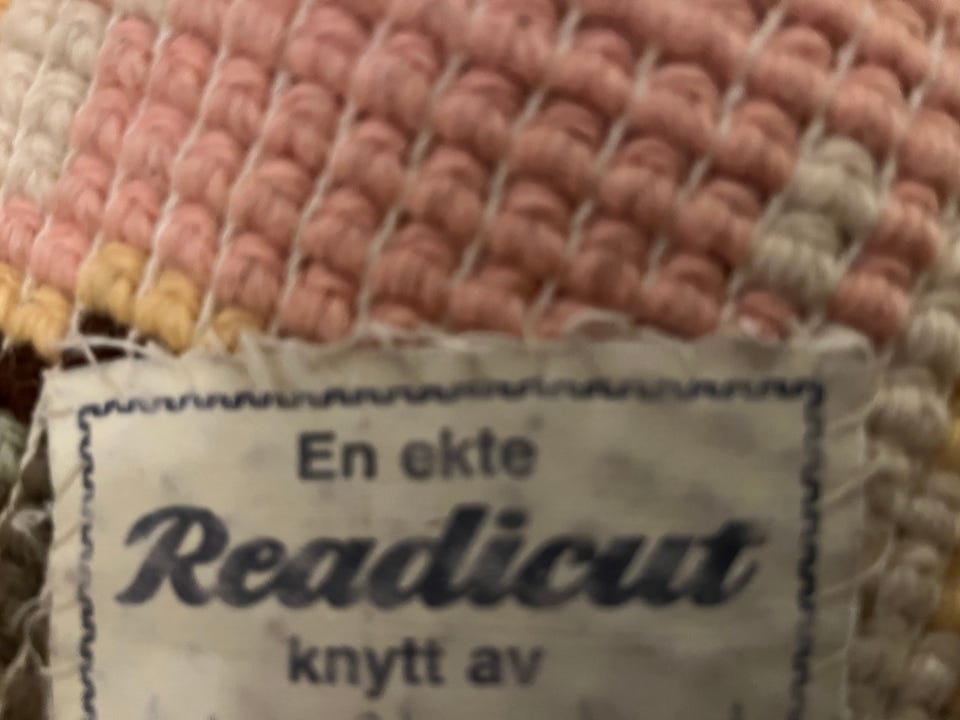 En ekte
Readicut
knytt av